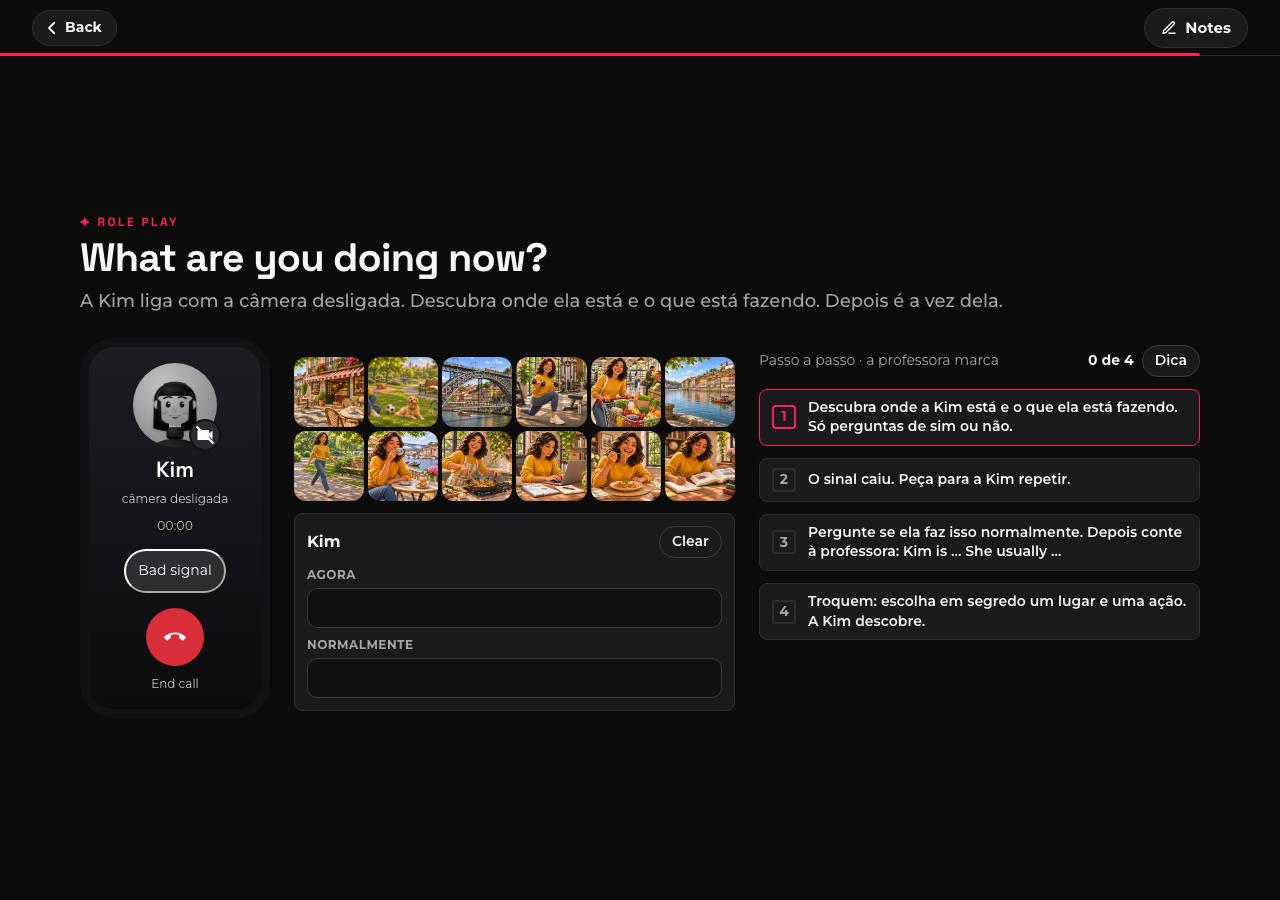 Back
Notes
ROLE PLAY
What are you doing now?
A Kim liga com a câmera desligada. Descubra onde ela está e o que está fazendo. Depois é a vez dela.
Kim
câmera desligada
00:00
Bad signal
End call
Kim
Clear
AGORA
NORMALMENTE
Passo a passo · a professora marca
0 de 4
Dica
1
Descubra onde a Kim está e o que ela está fazendo.
Só perguntas de sim ou não.
2
O sinal caiu. Peça para a Kim repetir.
3
Pergunte se ela faz isso normalmente. Depois conte
à professora: Kim is ... She usually ...
4
Troquem: escolha em segredo um lugar e uma ação.
A Kim descobre.